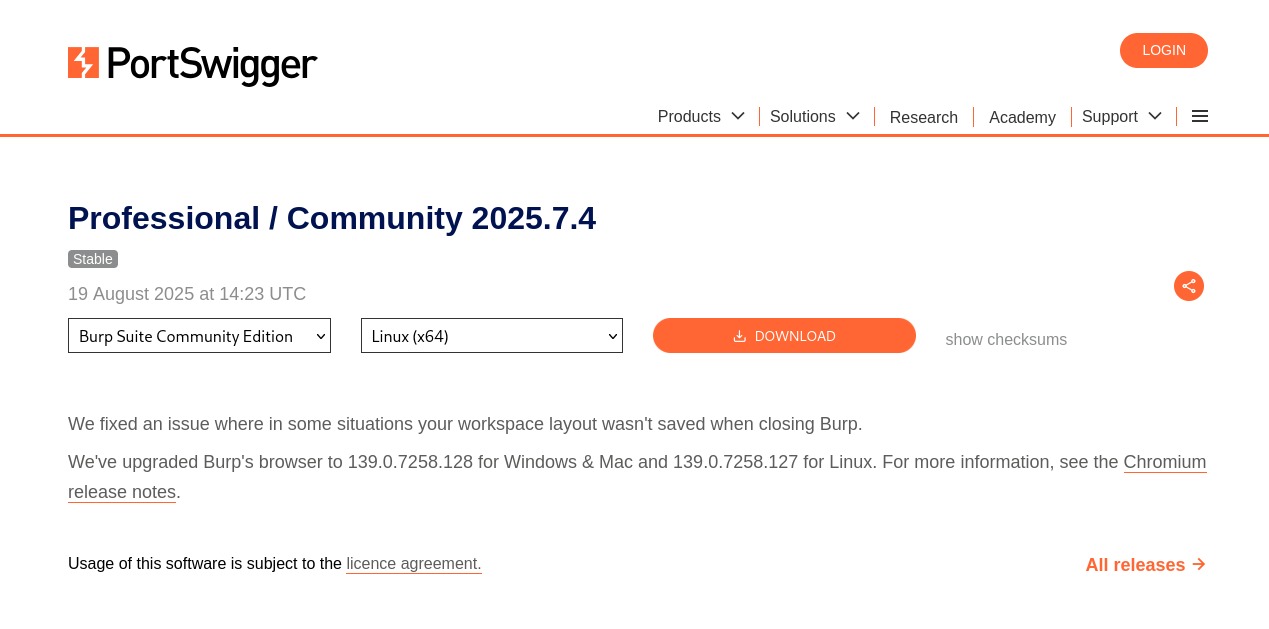 PortSwigger
LOGIN
Products
Solutions
Research
Academy
Support
Professional / Community 2025.7.4
Stable
19 August 2025 at 14:23 UTC
Burp Suite Community Edition
Linux (x64)
DOWNLOAD
show checksums
We fixed an issue where in some situations your workspace layout wasn't saved when closing Burp.
We've upgraded Burp's browser to 139.0.7258.128 for Windows & Mac and 139.0.7258.127 for Linux. For more information, see the Chromium
release notes.
Usage of this software is subject to the licence agreement.
All releases